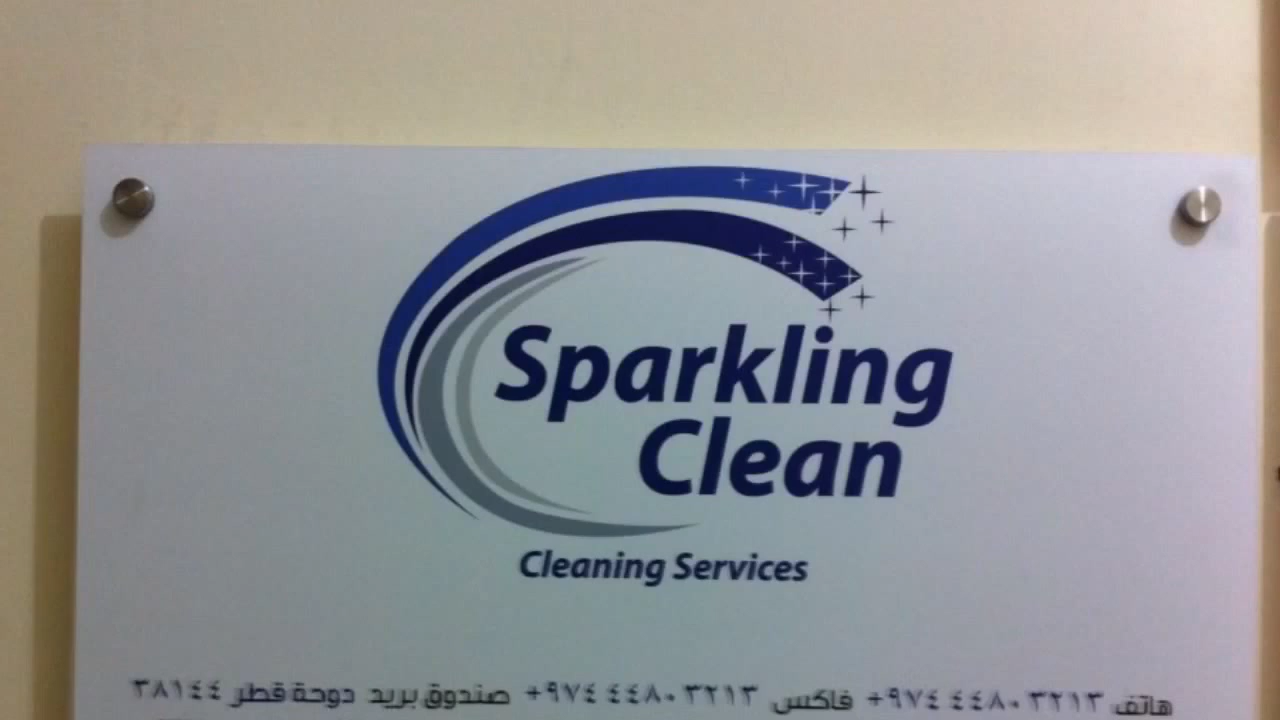 Sparkling
Clean
Cleaning Services
هاتف ٣٢١٣ ٤٤٨٠ ٩٧٤+ فاكس ٣٢١٣ ٤٤٨٠ ٩٧٤+ صندوق بريد دوحة قطر ٣٨١٤٤